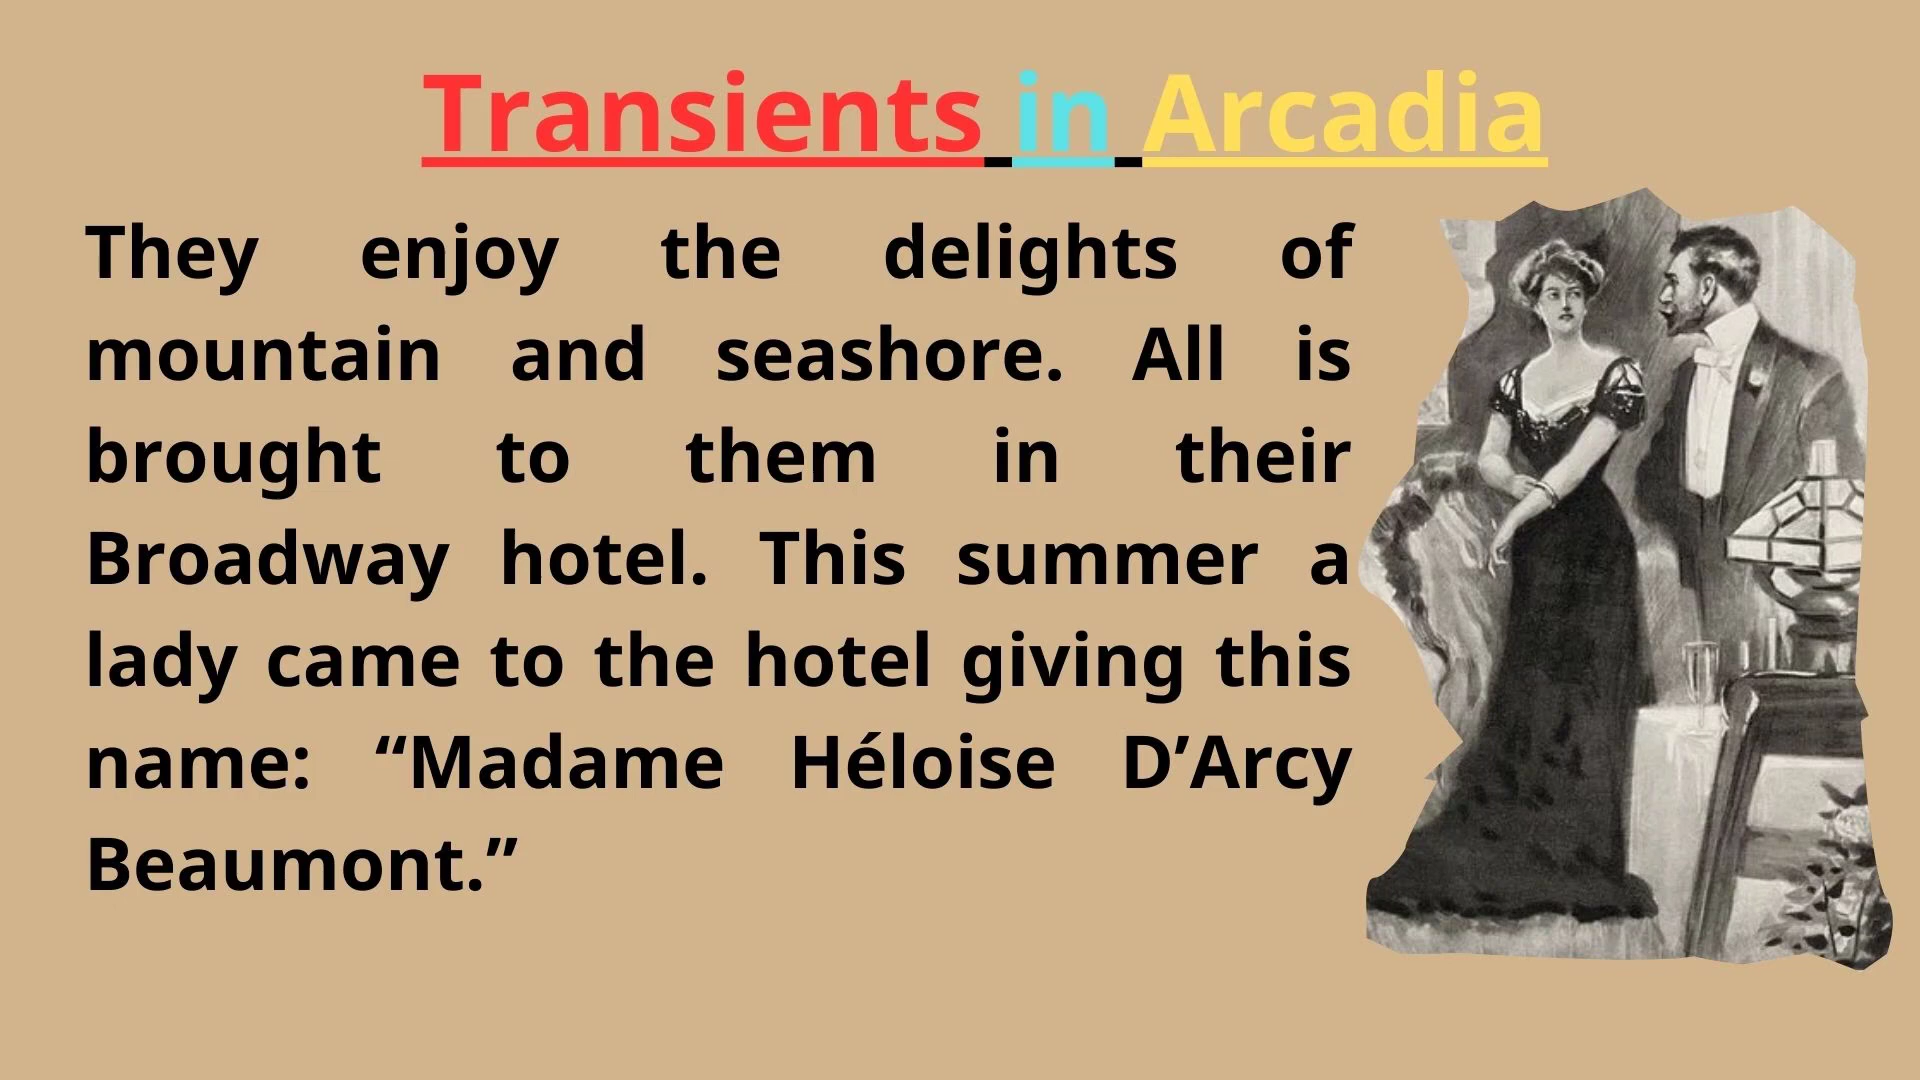 Transients in Arcadia
They enjoy the delights of
mountain and seashore. All is
brought to them in their
Broadway hotel. This summer a
lady came to the hotel giving this
name: “Madame Héloise D’Arcy
Beaumont.”